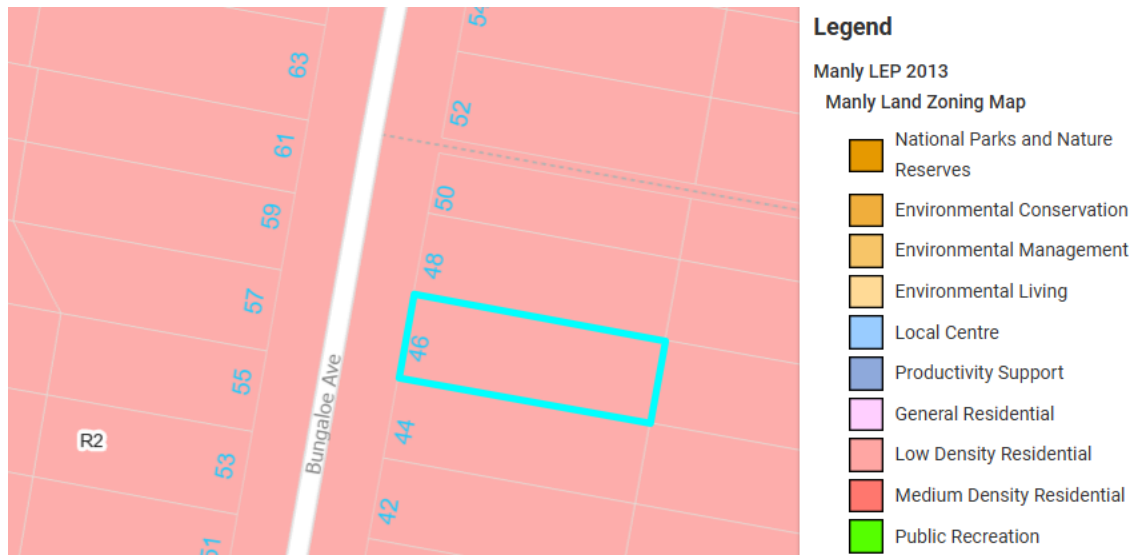 54
63
52
61
50
59
48
57
46
55
Bungaloe Ave
44
R2
53
42
51
Legend
Manly LEP 2013
Manly Land Zoning Map
National Parks and Nature
Reserves
Environmental Conservation
Environmental Management
Environmental Living
Local Centre
Productivity Support
General Residential
Low Density Residential
Medium Density Residential
Public Recreation